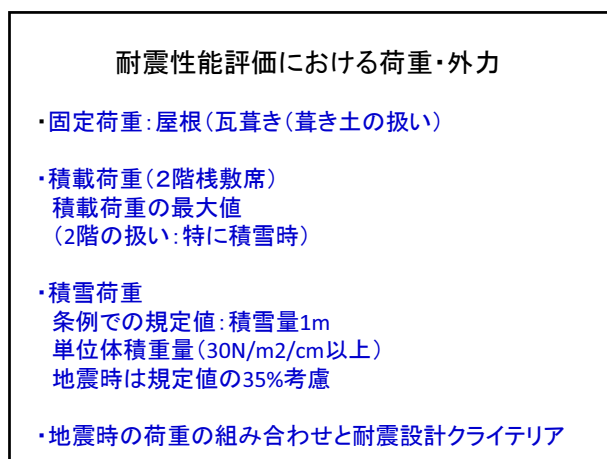 耐震性能評価における荷重・外力
・固定荷重：屋根（瓦葺き（葺き土の扱い）
・積載荷重（２階桟敷席）
積載荷重の最大値
（2階の扱い：特に積雪時）
・積雪荷重
条例での規定値：積雪量1m
単位体積重量（30N/m2/cm以上）
地震時は規定値の35%考慮
・地震時の荷重の組み合わせと耐震設計クライテリア